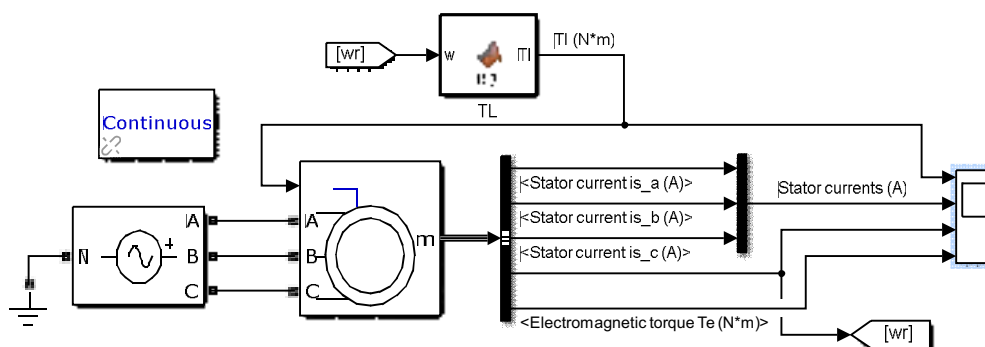 [wr]
w
Tl
Tl (N*m)
TL
Continuous
A
B
C
N
A
B
C
m
<Stator current is_a (A)>
<Stator current is_b (A)>
<Stator current is_c (A)>
Stator currents (A)
<Electromagnetic torque Te (N*m)>
[wr]